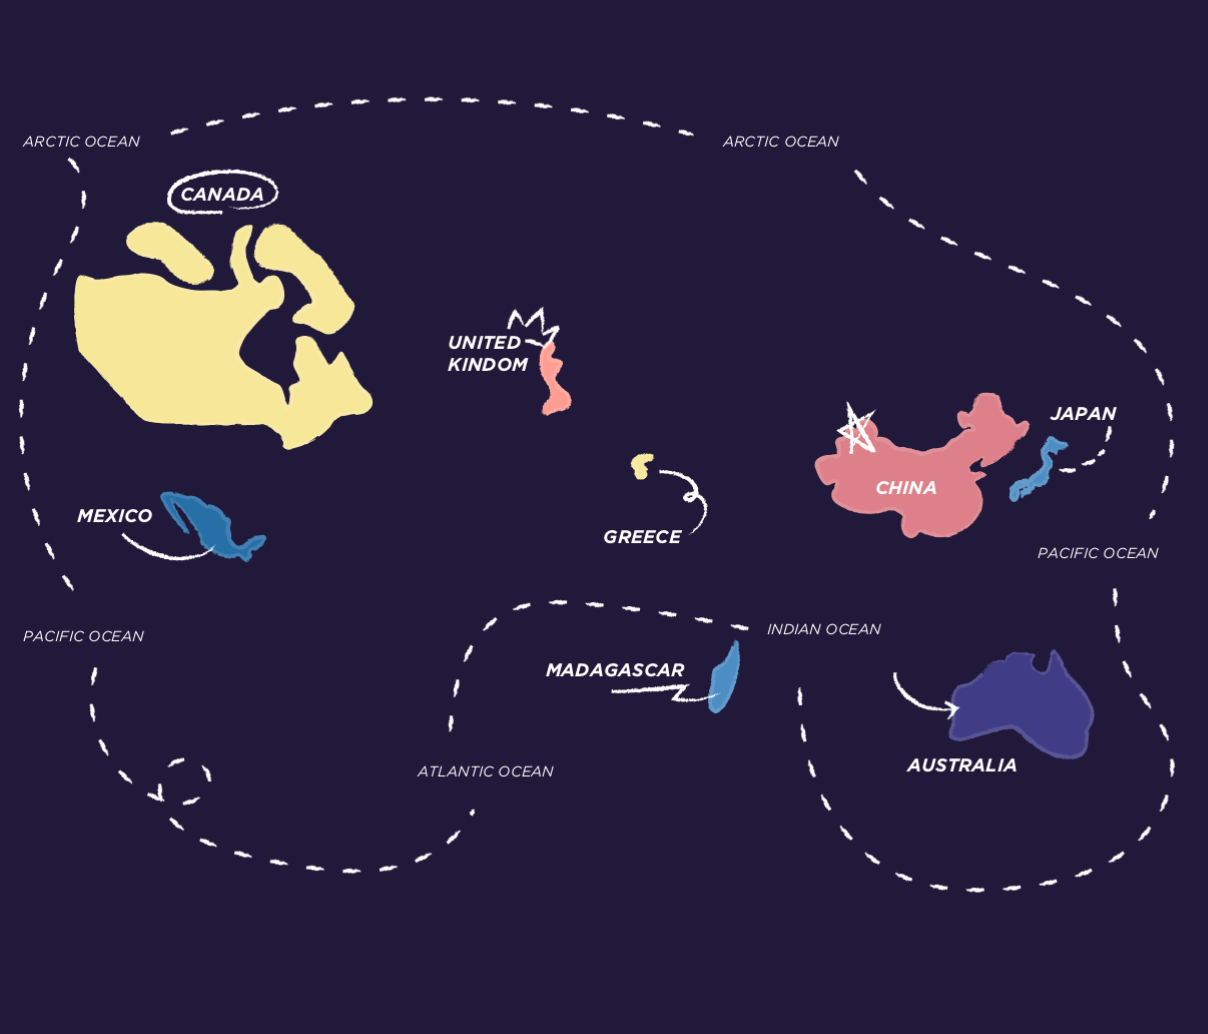 ARCTIC OCEAN
ARCTIC OCEAN
CANADA
UNITED
KINDOM
JAPAN
CHINA
MEXICO
GREECE
PACIFIC OCEAN
INDIAN OCEAN
PACIFIC OCEAN
MADAGASCAR
AUSTRALIA
ATLANTIC OCEAN